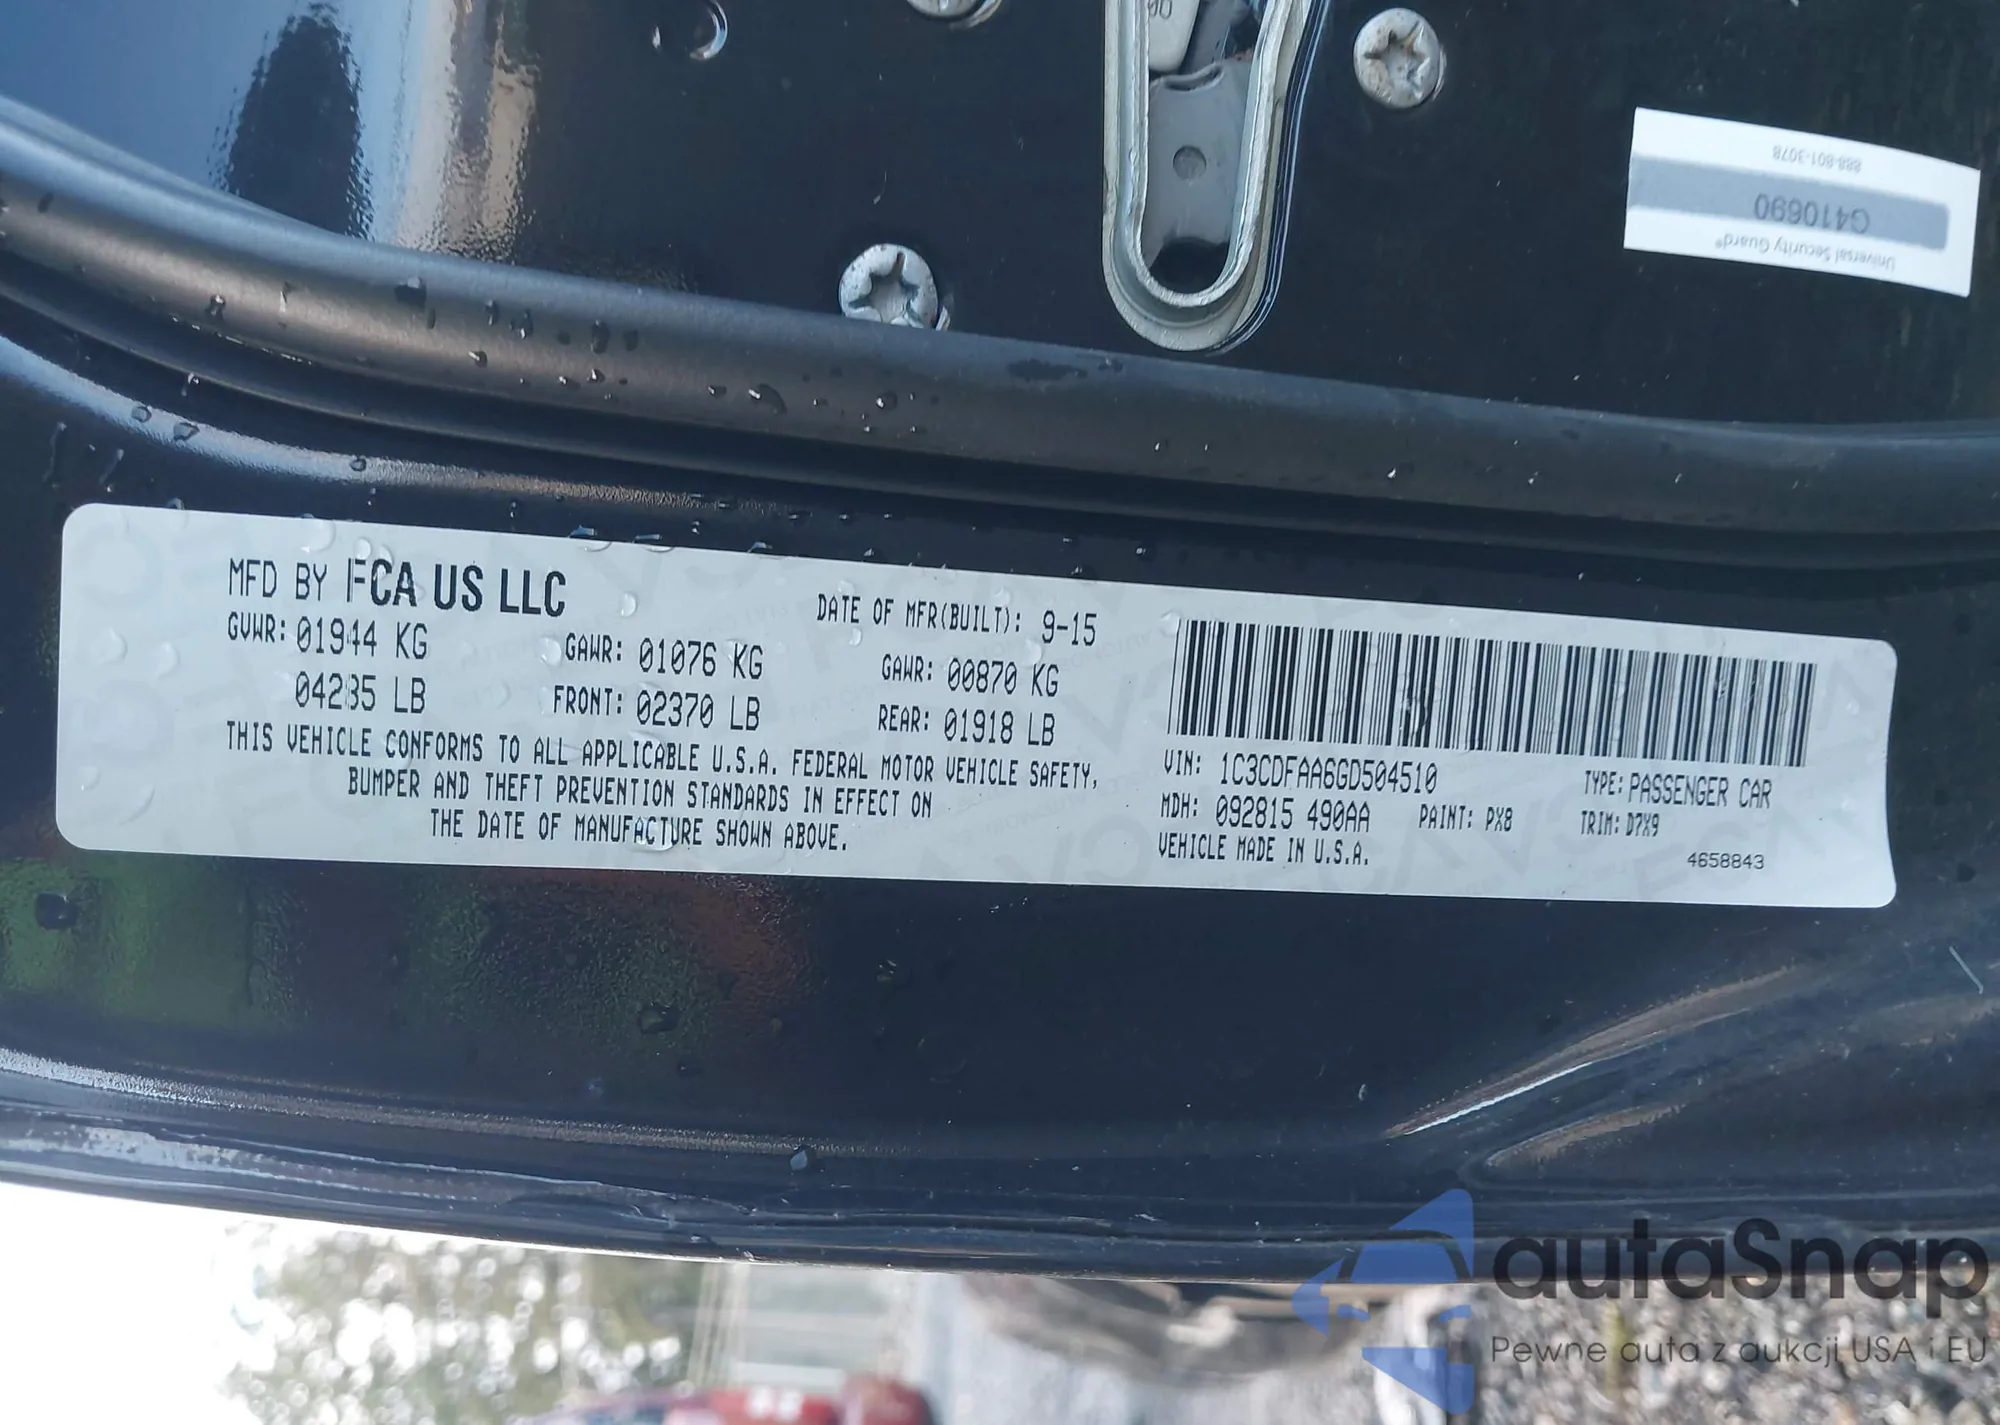 888-801-3078
G410690
Universal Security Guard®
MFD BY FCA US LLC
DATE OF MFR(BUILT): 9-15
GVWR: 01944 KG
GAWR: 01076 KG
GAWR: 00870 KG
04285 LB
FRONT: 02370 LB
REAR: 01918 LB
THIS VEHICLE CONFORMS TO ALL APPLICABLE U.S.A. FEDERAL MOTOR VEHICLE SAFETY,
BUMPER AND THEFT PREVENTION STANDARDS IN EFFECT ON
THE DATE OF MANUFACTURE SHOWN ABOVE.
VIN: 1C3CDFAA6GD504510
TYPE: PASSENGER CAR
MDH: 092815 490AA
PAINT: PX8
TRIM: D7X9
VEHICLE MADE IN U.S.A.
4658843
autaSnap
Pewne auta z aukcji USA i EU